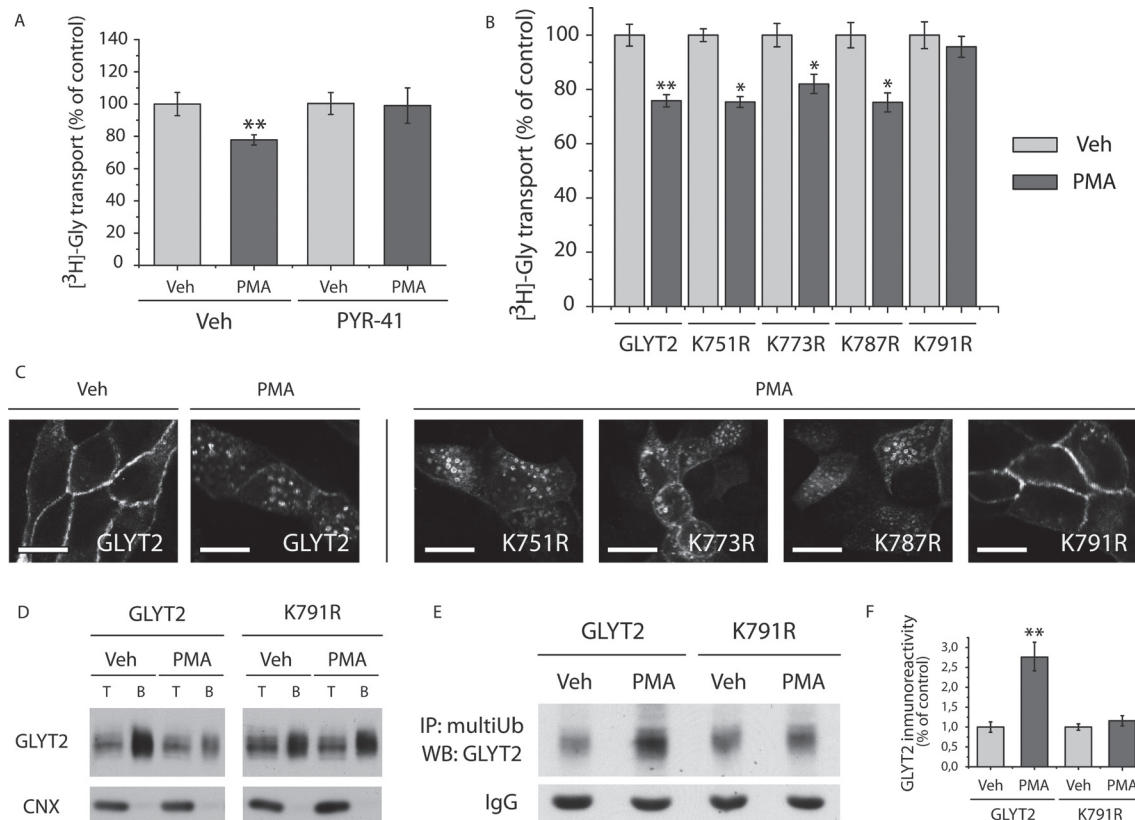 A
[³H]-Gly transport (% of control)
140
120
100
80
60
40
20
0
**
Veh PMA Veh PMA
Veh PYR-41
B
[³H]-Gly transport (% of control)
100
80
60
40
20
0
** * * *
GLYT2 K751R K773R K787R K791R
Veh
PMA
C
Veh PMA PMA
GLYT2 GLYT2 K751R K773R K787R K791R
D
GLYT2 K791R
Veh PMA Veh PMA
T B T B T B T B
GLYT2
CNX
E
GLYT2 K791R
Veh PMA Veh PMA
IP: multiUb
WB: GLYT2
IgG
F
GLYT2 immunoreactivity
(% of control)
3,0
2,5
2,0
1,5
1,0
0,5
0,0
**
Veh PMA Veh PMA
GLYT2 K791R